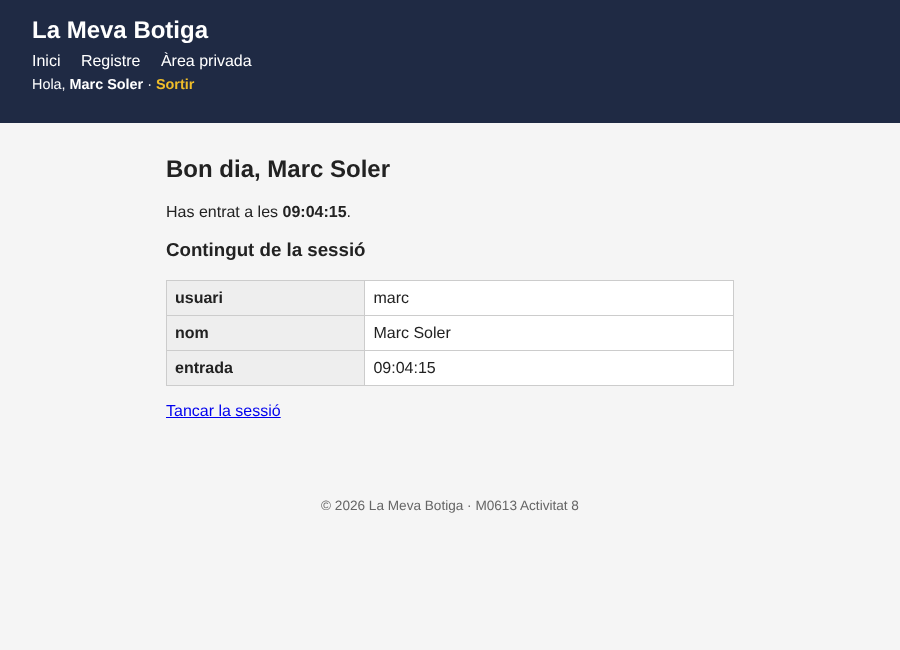 La Meva Botiga
Inici Registre Àrea privada
Hola, Marc Soler · Sortir
Bon dia, Marc Soler
Has entrat a les 09:04:15.
Contingut de la sessió
usuari marc
nom Marc Soler
entrada 09:04:15
Tancar la sessió
© 2026 La Meva Botiga · M0613 Activitat 8